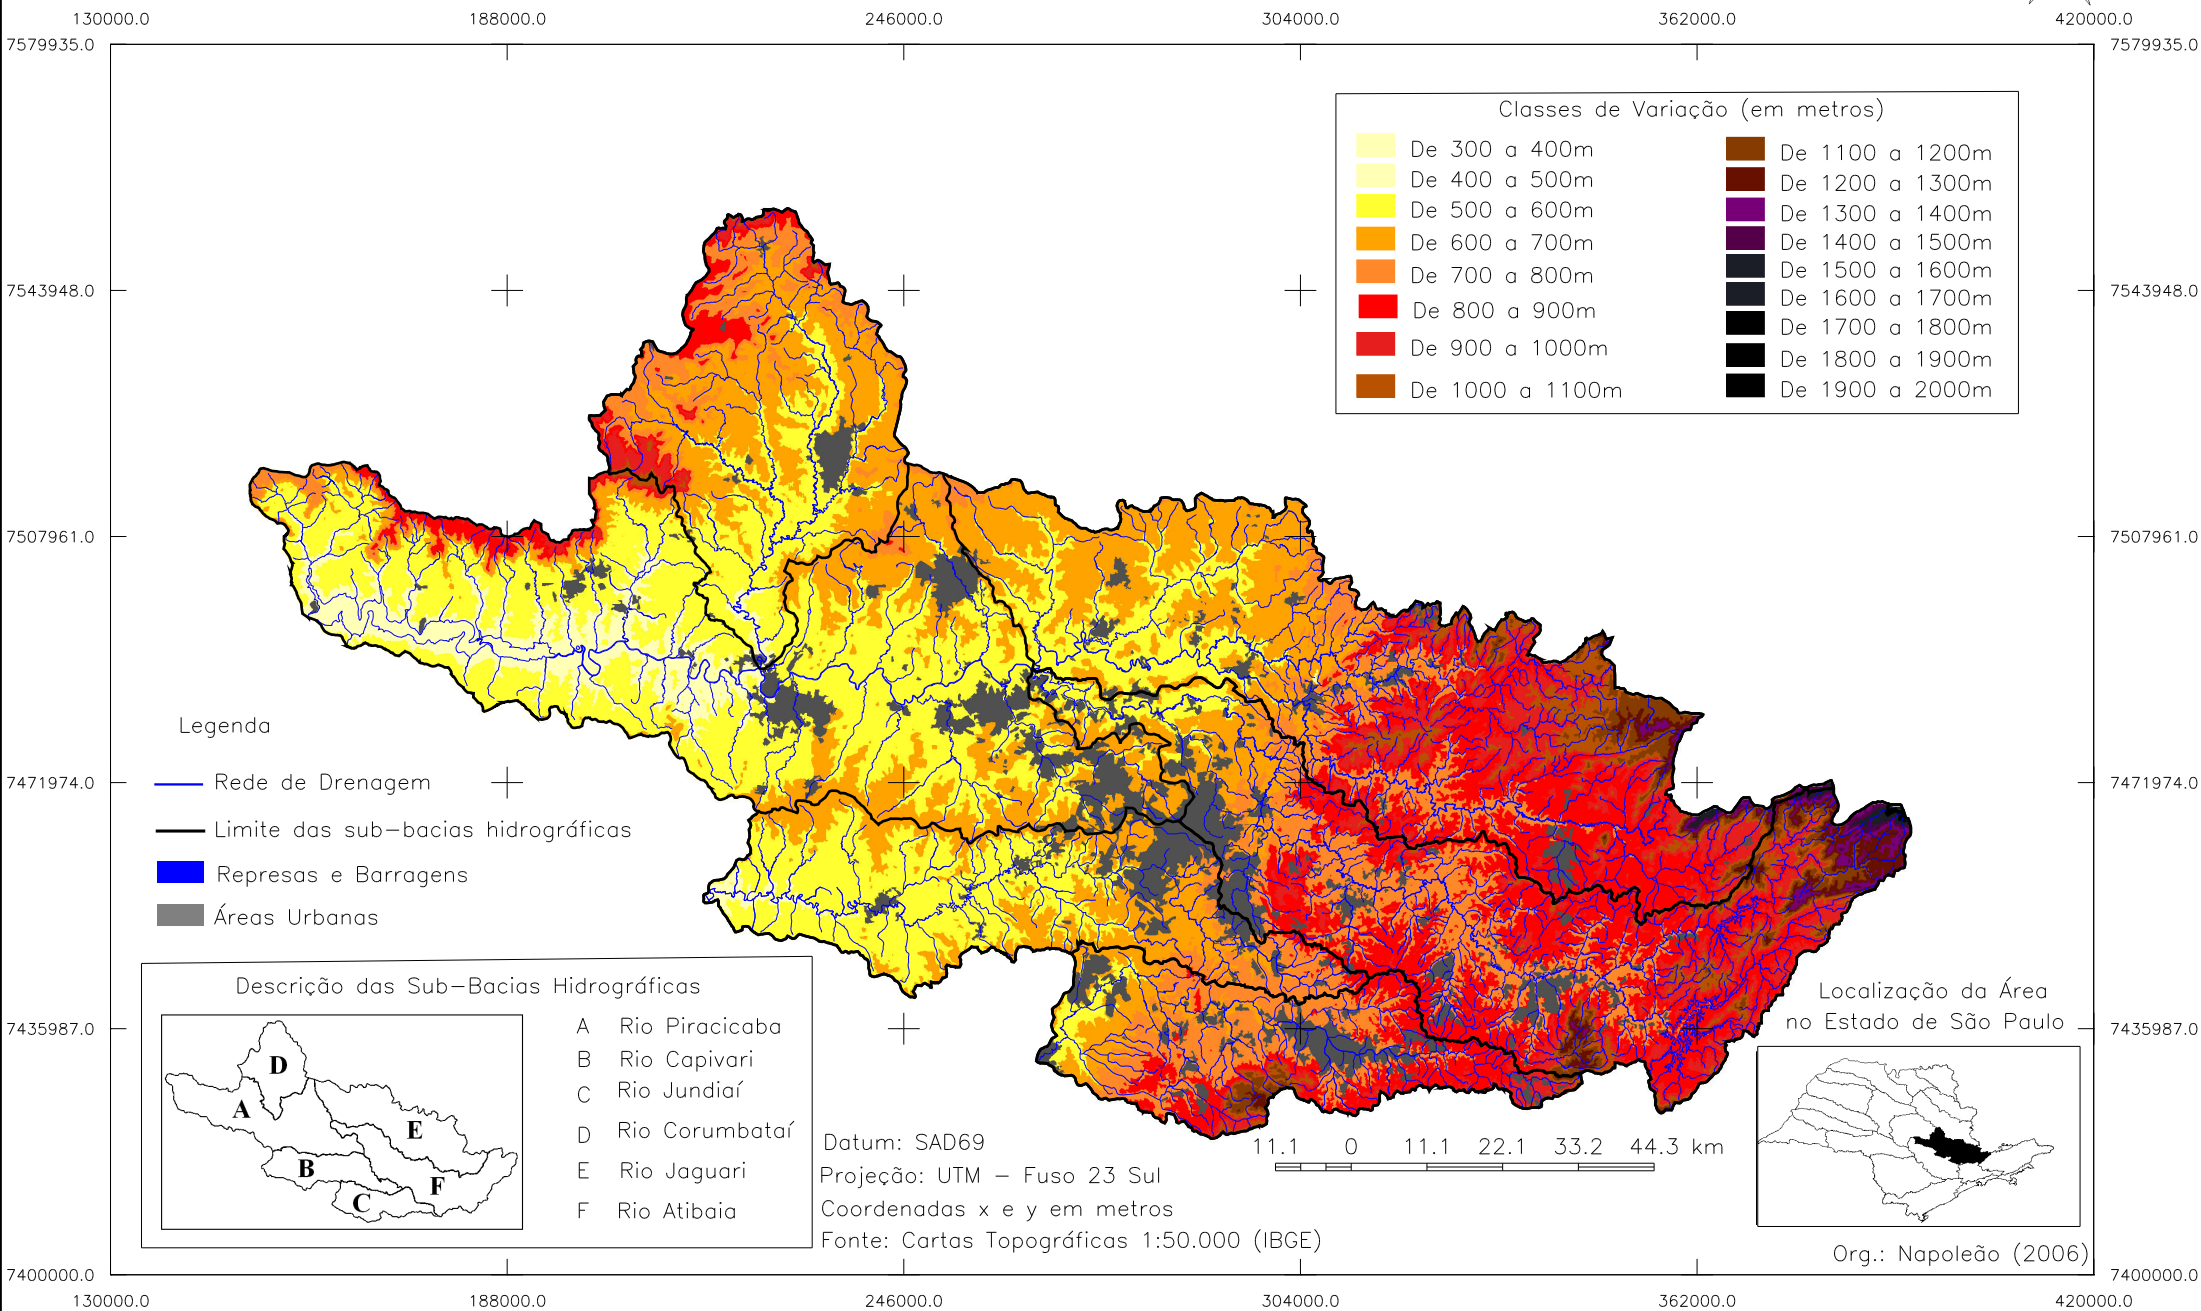 130000.0 188000.0 246000.0 304000.0 362000.0 420000.0
7579935.0 7579935.0
Classes de Variação (em metros)
De 300 a 400m
De 400 a 500m
De 500 a 600m
De 600 a 700m
De 700 a 800m
De 800 a 900m
De 900 a 1000m
De 1000 a 1100m
De 1100 a 1200m
De 1200 a 1300m
De 1300 a 1400m
De 1400 a 1500m
De 1500 a 1600m
De 1600 a 1700m
De 1700 a 1800m
De 1800 a 1900m
De 1900 a 2000m
7543948.0 7543948.0
7507961.0 7507961.0
Legenda
7471974.0 7471974.0
Rede de Drenagem
Limite das sub-bacias hidrográficas
Represas e Barragens
Áreas Urbanas
7435987.0 7435987.0
Descrição das Sub-Bacias Hidrográficas
D
A
E
B
F
C
A Rio Piracicaba
B Rio Capivari
C Rio Jundiaí
D Rio Corumbataí
E Rio Jaguari
F Rio Atibaia
Localização da Área
no Estado de São Paulo
Datum: SAD69
Projeção: UTM - Fuso 23 Sul
Coordenadas x e y em metros
Fonte: Cartas Topográficas 1:50.000 (IBGE)
11.1 0 11.1 22.1 33.2 44.3 km
Org.: Napoleão (2006)
7400000.0 7400000.0
130000.0 188000.0 246000.0 304000.0 362000.0 420000.0